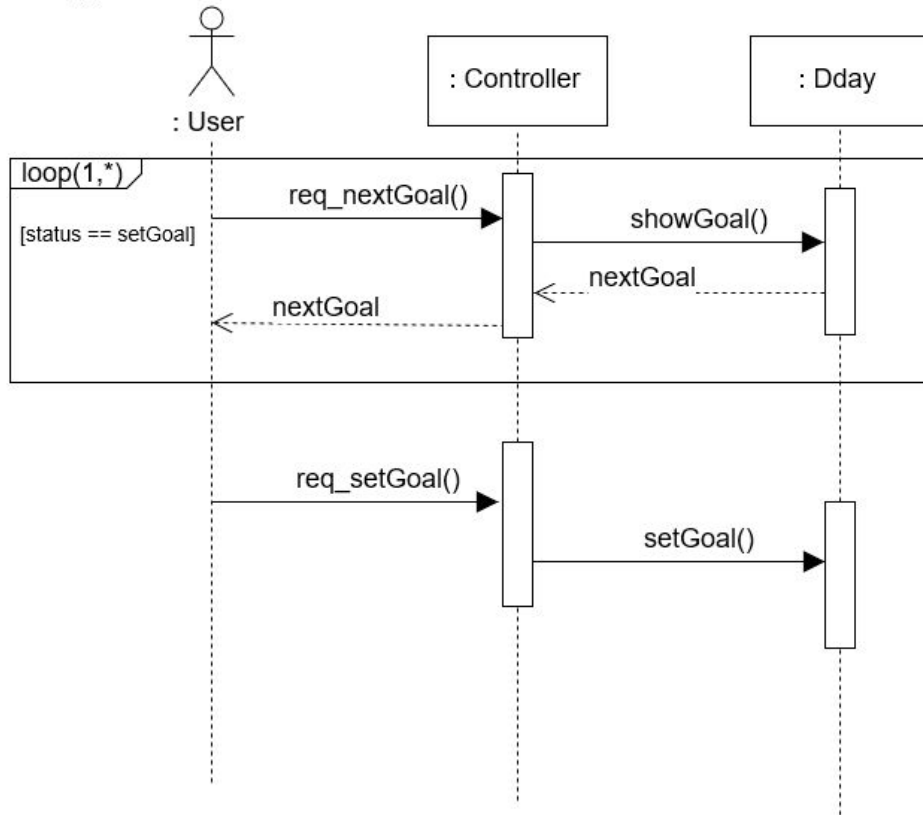 : User
: Controller
: Dday
loop(1,*)
[status == setGoal]
req_nextGoal()
showGoal()
nextGoal
nextGoal
req_setGoal()
setGoal()